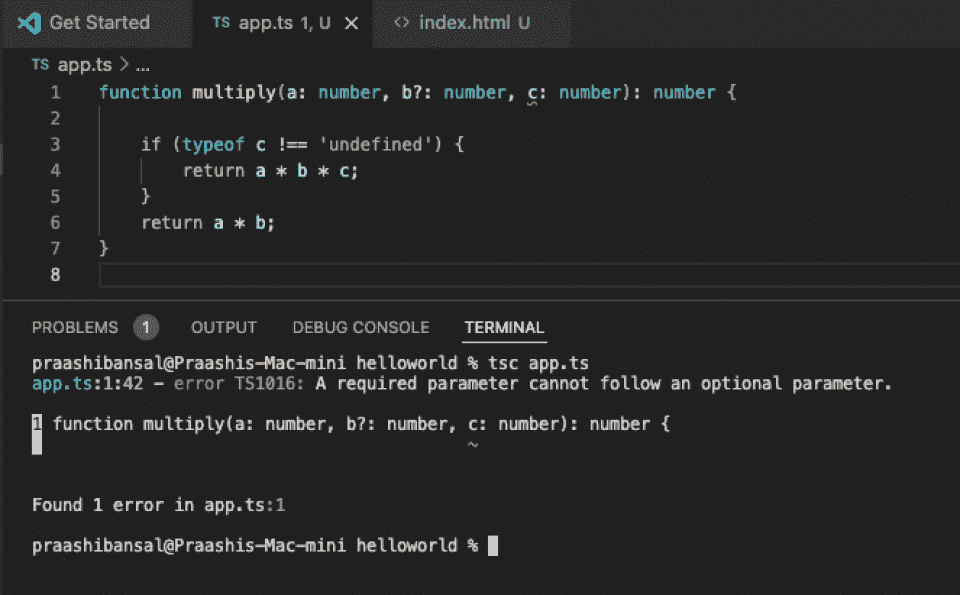 Get Started TS app.ts 1, U × <> index.html U
TS app.ts > ...
1 function multiply(a: number, b?: number, c: number): number {
2
3 if (typeof c !== 'undefined') {
4 return a * b * c;
5 }
6 return a * b;
7 }
8
PROBLEMS 1 OUTPUT DEBUG CONSOLE TERMINAL
praashibansal@Praashis-Mac-mini helloworld % tsc app.ts
app.ts:1:42 - error TS1016: A required parameter cannot follow an optional parameter.
1 function multiply(a: number, b?: number, c: number): number {
~
Found 1 error in app.ts:1
praashibansal@Praashis-Mac-mini helloworld %